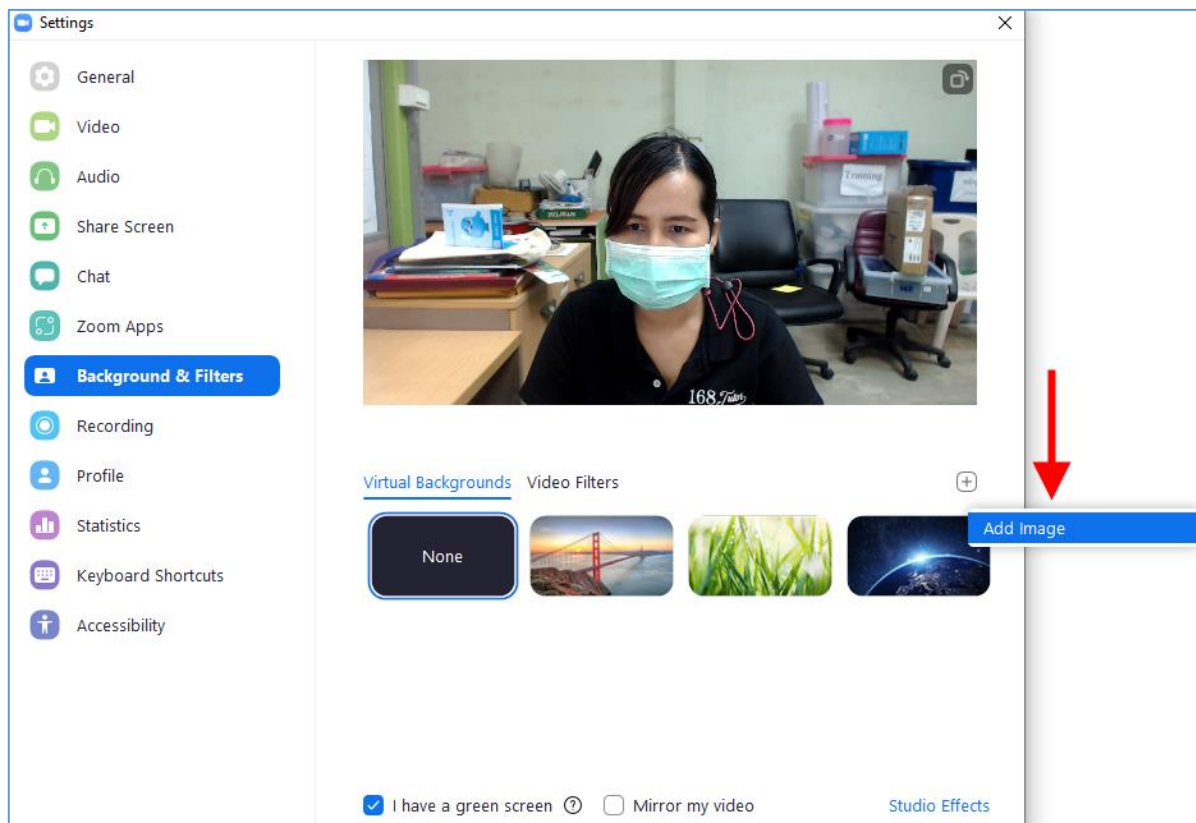 Settings
General
Video
Audio
Share Screen
Chat
Zoom Apps
Background & Filters
Recording
Profile
Statistics
Keyboard Shortcuts
Accessibility
Training
168 Tutor
Virtual Backgrounds Video Filters
Add Image
None
I have a green screen Mirror my video Studio Effects